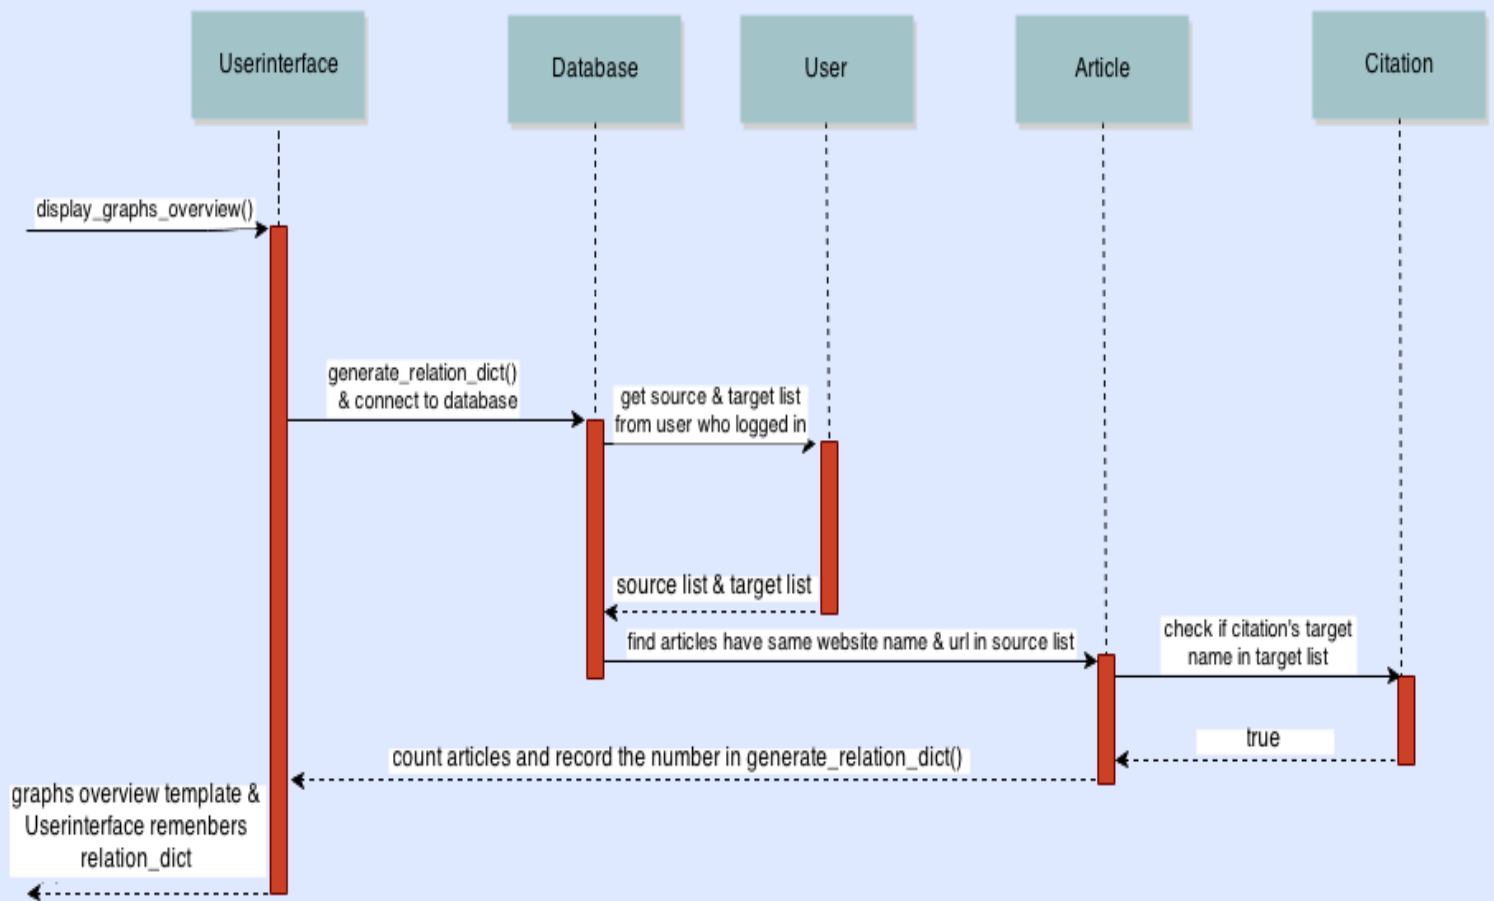 Userinterface
Database
User
Article
Citation
display_graphs_overview()
generate_relation_dict()
& connect to database
get source & target list
from user who logged in
source list & target list
find articles have same website name & url in source list
check if citation's target
name in target list
true
count articles and record the number in generate_relation_dict()
graphs overview template &
Userinterface remenbers
relation_dict